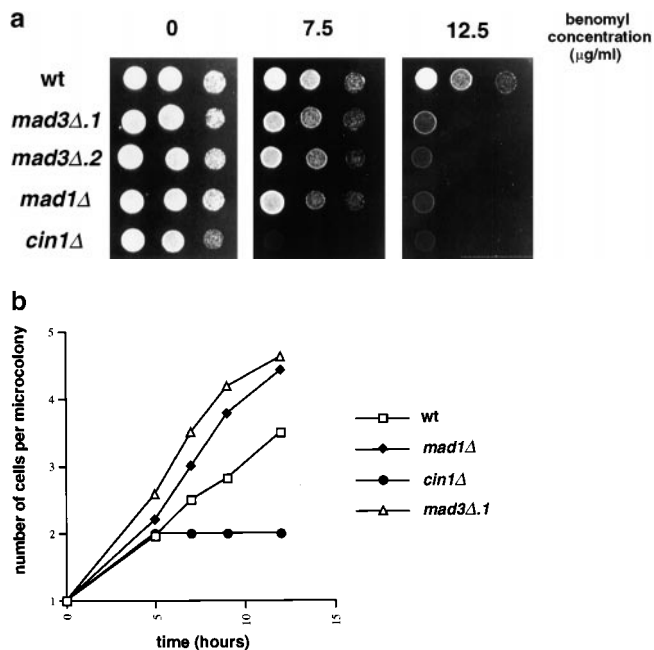 a
0 7.5 12.5 benomyl
concentration
(μg/ml)
wt
mad3Δ.1
mad3Δ.2
mad1Δ
cin1Δ
b
number of cells per microcolony
5
4
3
2
1
0 5 10 15
time (hours)
wt
mad1Δ
cin1Δ
mad3Δ.1